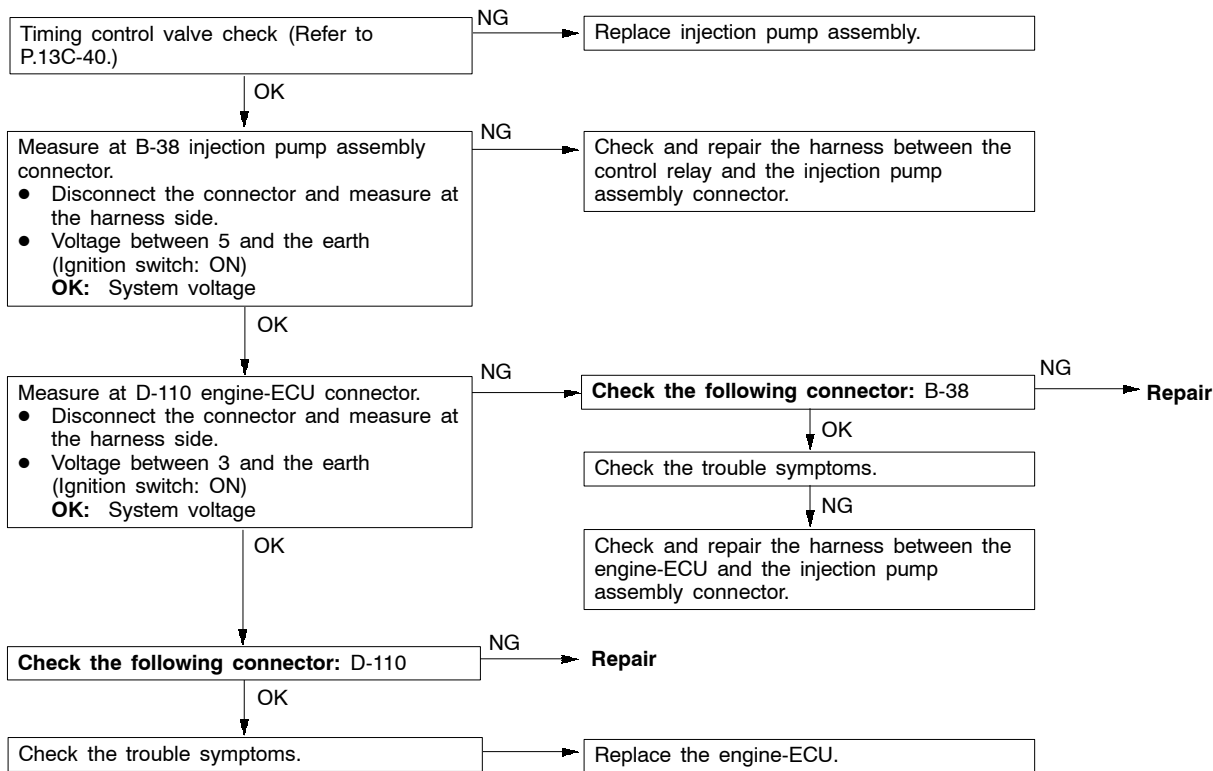 Timing control valve check (Refer to
P.13C-40.)
NG
Replace injection pump assembly.
OK
Measure at B-38 injection pump assembly
connector.
● Disconnect the connector and measure at
the harness side.
● Voltage between 5 and the earth
(Ignition switch: ON)
OK: System voltage
NG
Check and repair the harness between the
control relay and the injection pump
assembly connector.
OK
Measure at D-110 engine-ECU connector.
● Disconnect the connector and measure at
the harness side.
● Voltage between 3 and the earth
(Ignition switch: ON)
OK: System voltage
NG
Check the following connector: B-38
NG
Repair
OK
Check the trouble symptoms.
NG
Check and repair the harness between the
engine-ECU and the injection pump
assembly connector.
OK
Check the following connector: D-110
NG
Repair
OK
Check the trouble symptoms.
Replace the engine-ECU.